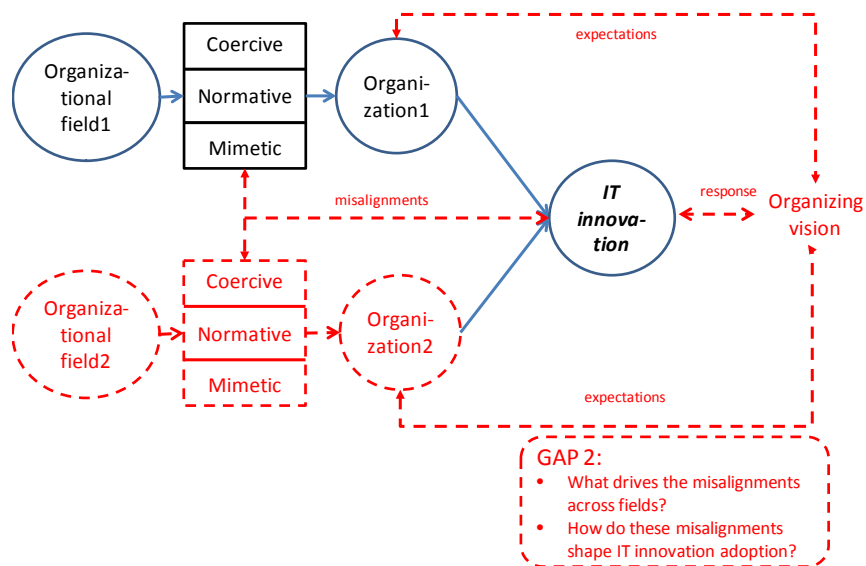 Organiza-
tional
field1
Coercive
Normative
Mimetic
Organi-
zation1
expectations
IT
innova-
tion
response
Organizing
vision
misalignments
Organiza-
tional
field2
Coercive
Normative
Mimetic
Organi-
zation2
expectations
GAP 2:
• What drives the misalignments
across fields?
• How do these misalignments
shape IT innovation adoption?